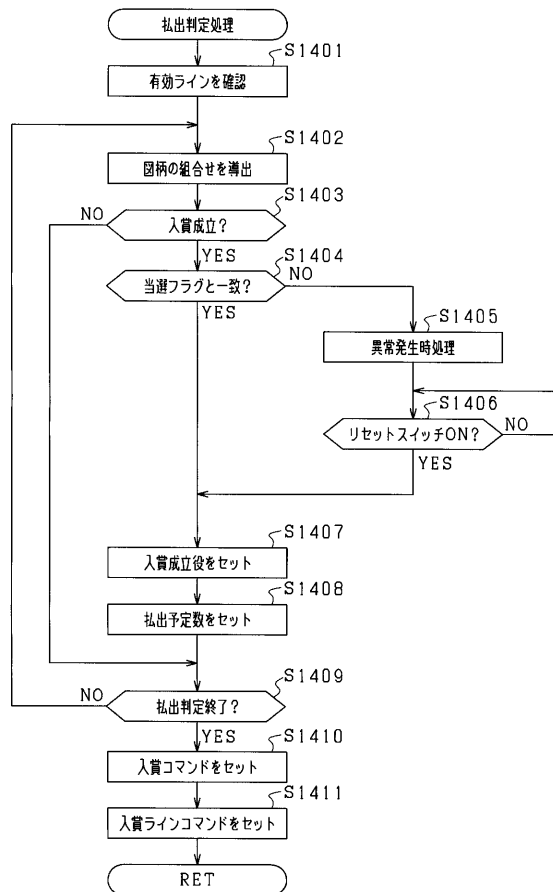 払出判定処理
S1401
有効ラインを確認
S1402
図柄の組合せを導出
S1403
NO
入賞成立?
YES
S1404
NO
当選フラグと一致?
YES
S1405
異常発生時処理
S1406
リセットスイッチON?
NO
YES
S1407
入賞成立役をセット
S1408
払出予定数をセット
S1409
NO
払出判定終了?
YES
S1410
入賞コマンドをセット
S1411
入賞ラインコマンドをセット
RET